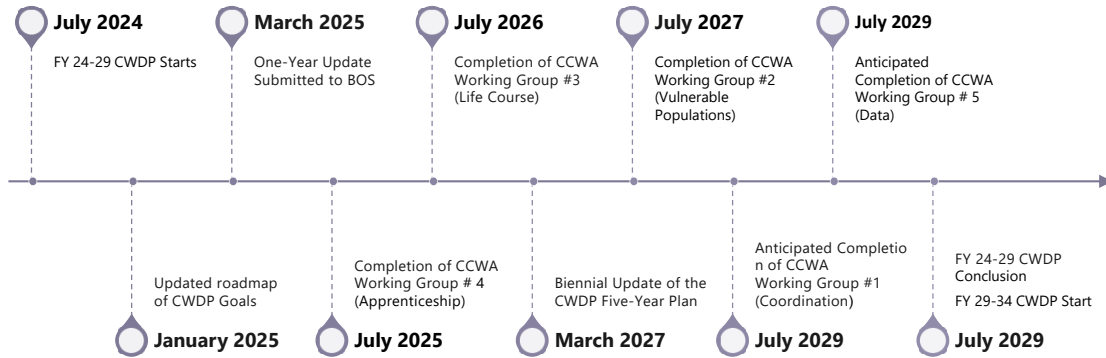 July 2024
FY 24-29 CWDP Starts
March 2025
One-Year Update
Submitted to BOS
July 2026
Completion of CCWA
Working Group #3
(Life Course)
July 2027
Completion of CCWA
Working Group #2
(Vulnerable
Populations)
July 2029
Anticipated
Completion of CCWA
Working Group # 5
(Data)
Updated roadmap
of CWDP Goals
January 2025
Completion of CCWA
Working Group # 4
(Apprenticeship)
July 2025
Biennial Update of the
CWDP Five-Year Plan
March 2027
Anticipated Completio
n of CCWA
Working Group #1
(Coordination)
July 2029
FY 24-29 CWDP
Conclusion
FY 29-34 CWDP Start
July 2029